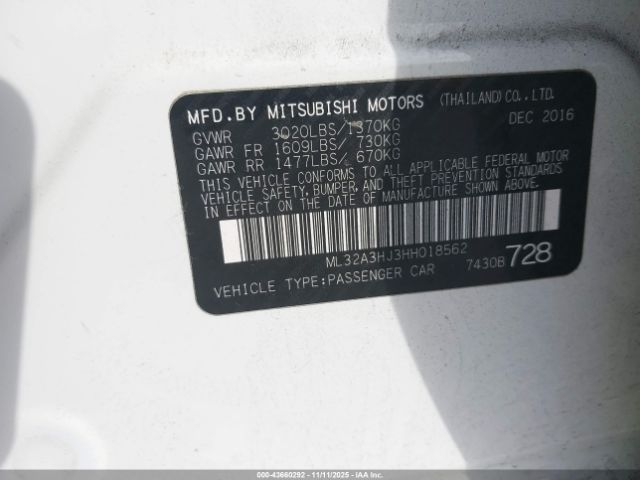 MFD.BY MITSUBISHI MOTORS (THAILAND)CO.,LTD.
DEC 2016
GVWR 3020LBS/1370KG
GAWR FR 1609LBS/ 730KG
GAWR RR 1477LBS/ 670KG
THIS VEHICLE CONFORMS TO ALL APPLICABLE FEDERAL MOTOR
VEHICLE SAFETY, BUMPER, AND THEFT PREVENTION STANDARDS
IN EFFECT ON THE DATE OF MANUFACTURE SHOWN ABOVE.
ML32A3HJ3HH018562
VEHICLE TYPE:PASSENGER CAR 7430B 728
000-43660292 - 11/11/2025 - IAAI Inc.